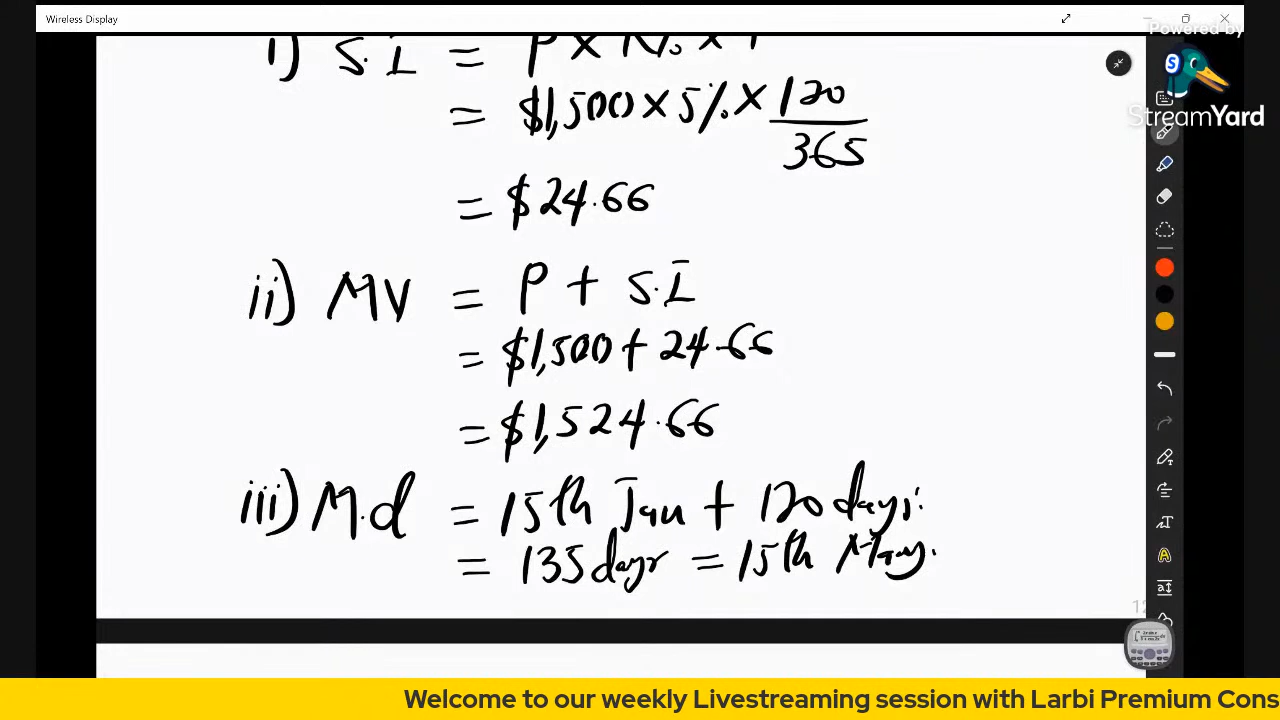 Wireless Display
Powered by
StreamYard
i) S.I = P x r% x T
= $1,500 x 5% x 120
365
= $24.66
ii) MV = P + S.I
= $1,500 + 24.66
= $1,524.66
iii) M.d = 15th Jan + 120 days.
= 135 days = 15th May.
Welcome to our weekly Livestreaming session with Larbi Premium Cons